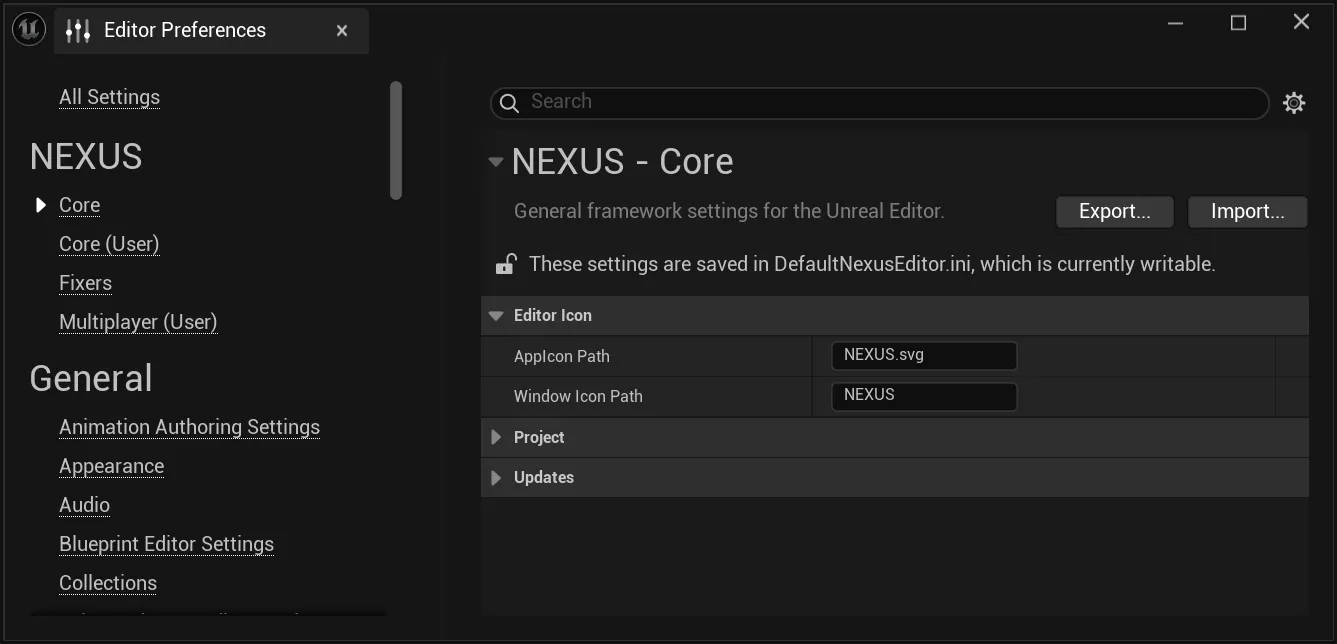 Editor Preferences
All Settings
NEXUS
Core
Core (User)
Fixers
Multiplayer (User)
General
Animation Authoring Settings
Appearance
Audio
Blueprint Editor Settings
Collections
Search
NEXUS - Core
General framework settings for the Unreal Editor.
Export...
Import...
These settings are saved in DefaultNexusEditor.ini, which is currently writable.
Editor Icon
AppIcon Path
NEXUS.svg
Window Icon Path
NEXUS
Project
Updates